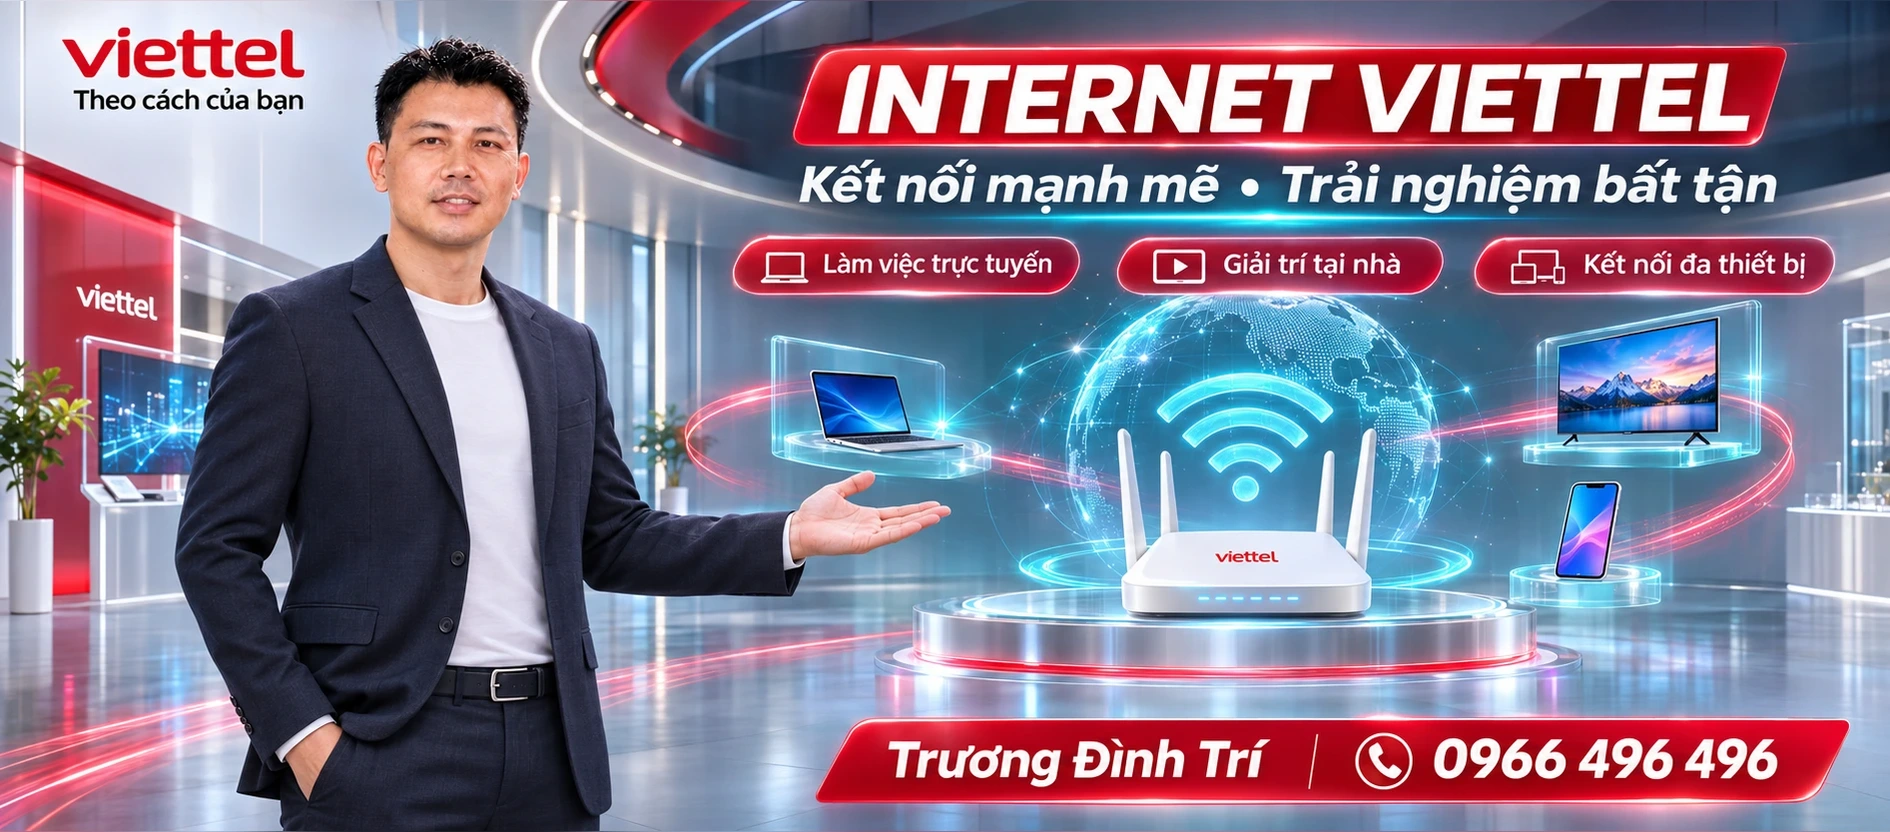 viettel
Theo cách của bạn
INTERNET VIETTEL
Kết nối mạnh mẽ • Trải nghiệm bất tận
Làm việc trực tuyến
Giải trí tại nhà
Kết nối đa thiết bị
viettel
viettel
Trương Đình Trí
0966 496 496